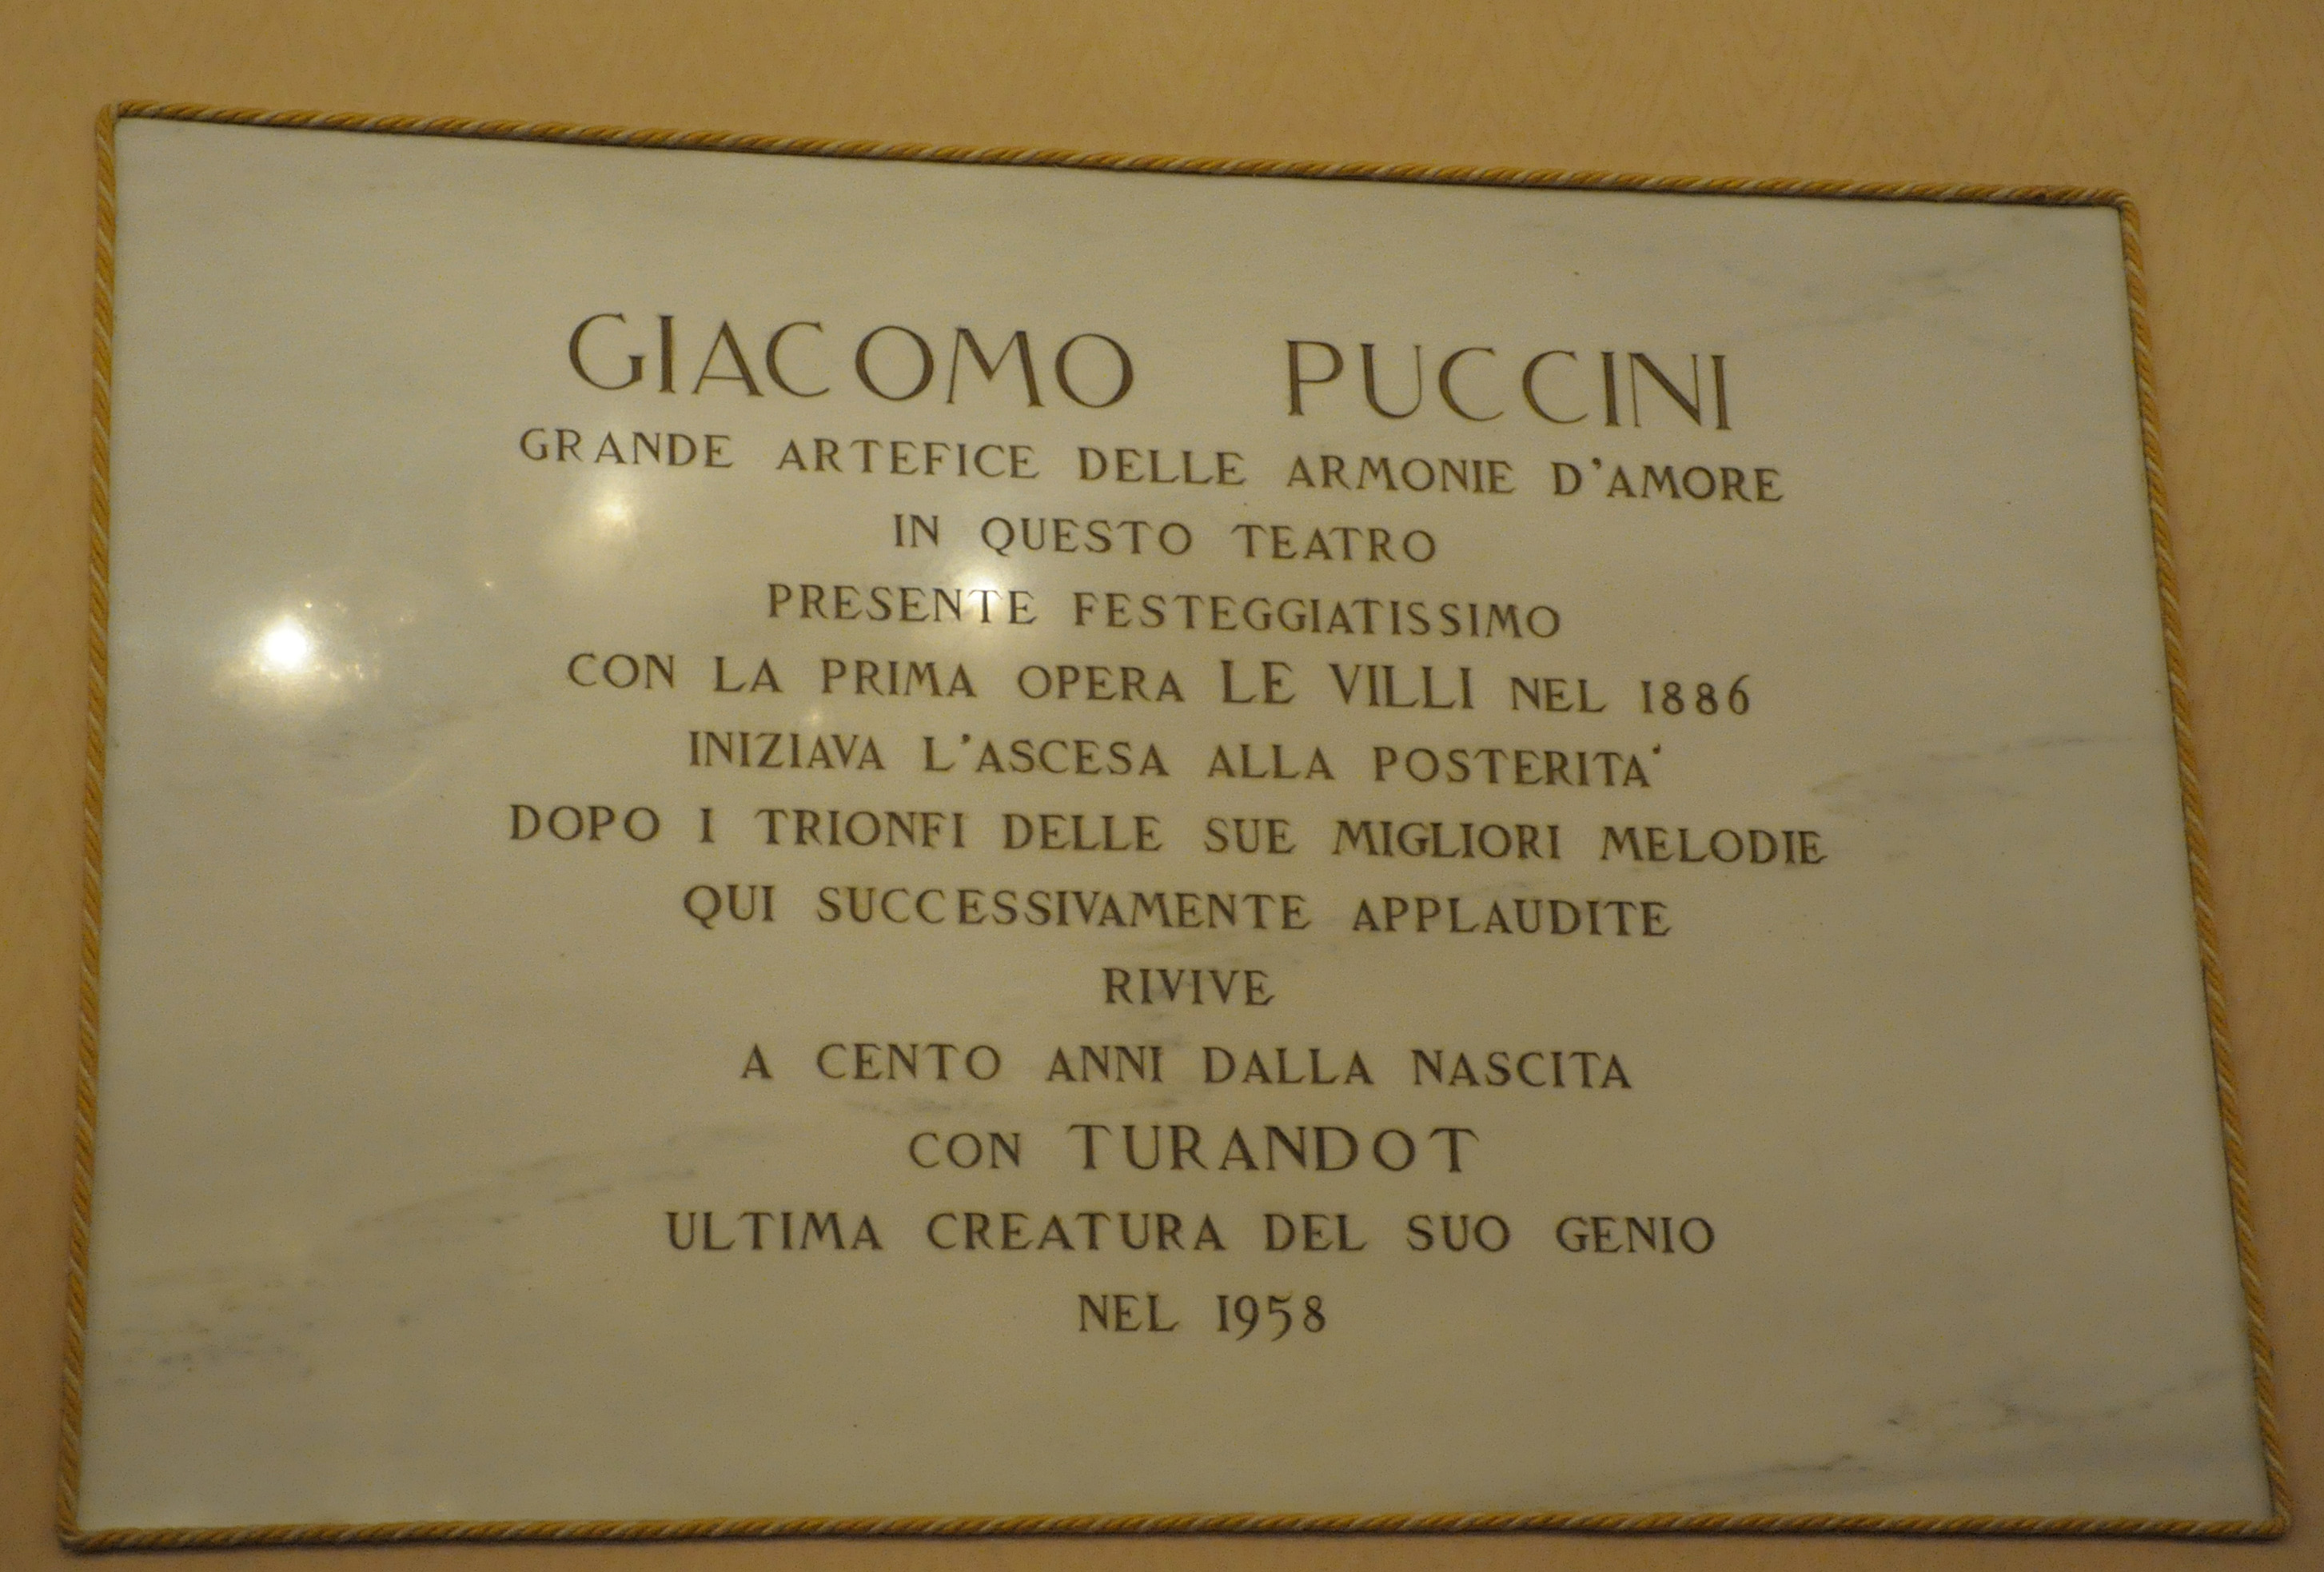 GIACOMO PUCCINI
GRANDE ARTEFICE DELLE ARMONIE D'AMORE
IN QUESTO TEATRO
PRESENTE FESTEGGIATISSIMO
CON LA PRIMA OPERA LE VILLI NEL 1886
INIZIAVA L'ASCESA ALLA POSTERITA'
DOPO I TRIONFI DELLE SUE MIGLIORI MELODIE
QUI SUCCESSIVAMENTE APPLAUDITE
RIVIVE
A CENTO ANNI DALLA NASCITA
CON TURANDOT
ULTIMA CREATURA DEL SUO GENIO
NEL 1958